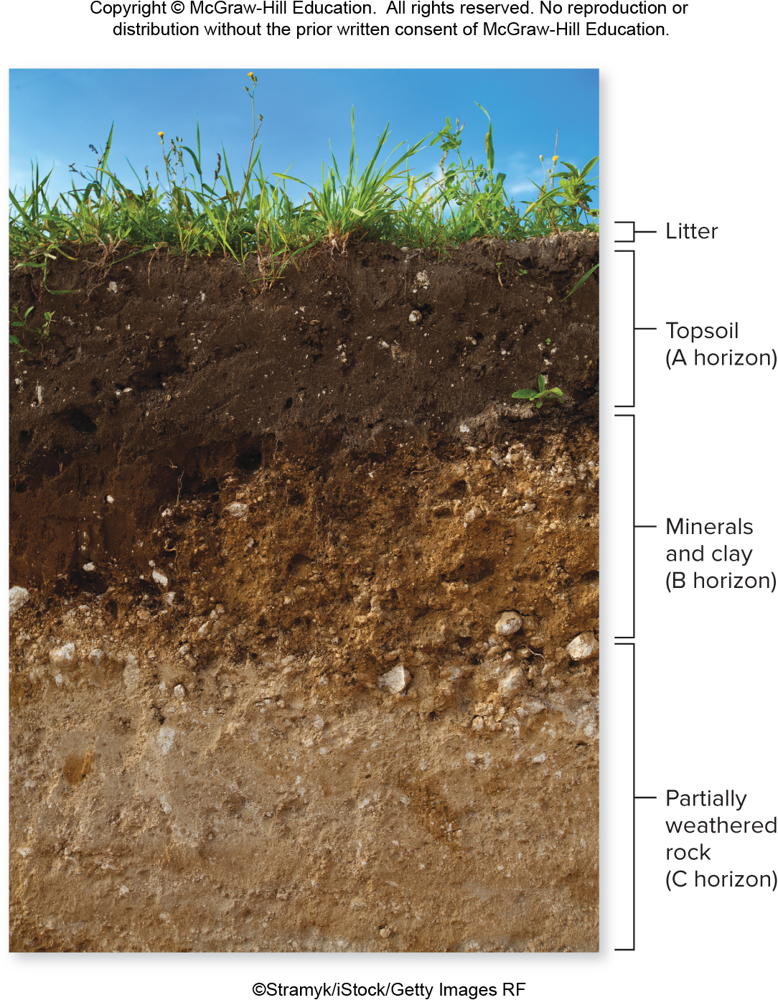 Copyright © McGraw-Hill Education.  All rights reserved. No reproduction or
distribution without the prior written consent of McGraw-Hill Education.
Litter
Topsoil
(A horizon)
Minerals
and clay
(B horizon)
Partially
weathered
rock
(C horizon)
©Stramyk/iStock/Getty Images RF